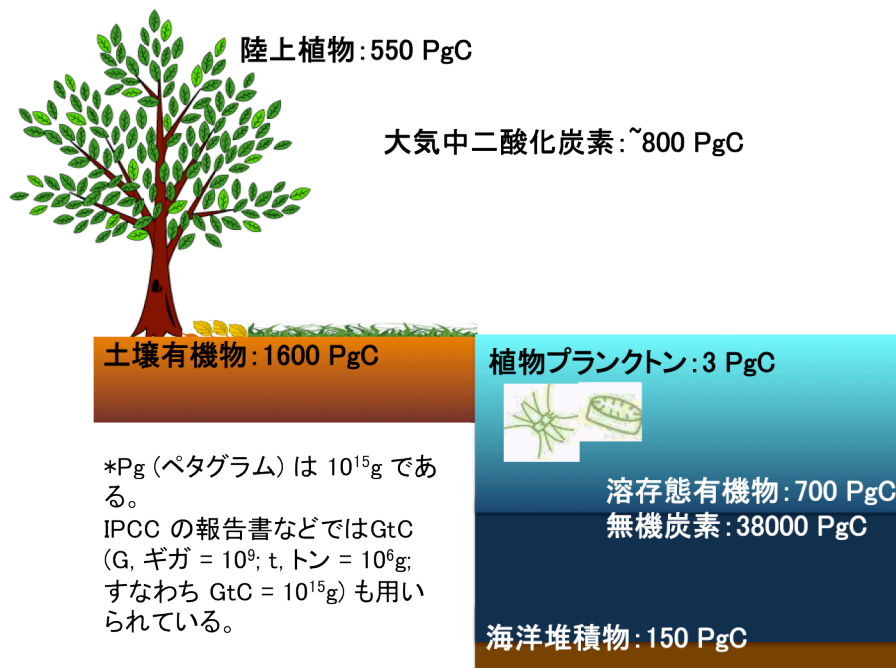 陸上植物：550 PgC
大気中二酸化炭素：~800 PgC
土壌有機物：1600 PgC
植物プランクトン：3 PgC
溶存態有機物：700 PgC
無機炭素：38000 PgC
海洋堆積物：150 PgC
*Pg (ペタグラム) は 10¹⁵g であ
る。
IPCC の報告書などではGtC
(G, ギガ = 10⁹; t, トン = 10⁶g;
すなわち GtC = 10¹⁵g) も用い
られている。